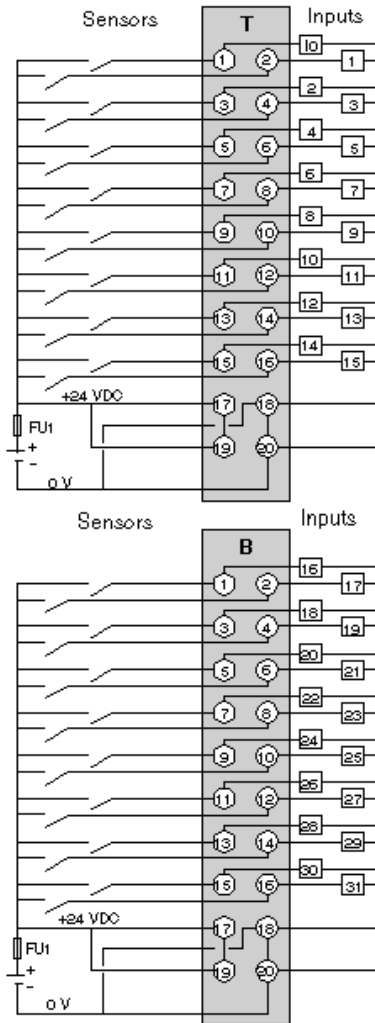 Sensors T Inputs
I0
1 2 1
2
3 4 3
4
5 6 5
6
7 8 7
8
9 10 9
10
11 12 11
12
13 14 13
14
15 16 15
+24 VDC 17 18
FU1
+ 19 20
-
0 V
Sensors Inputs
B
16
1 2 17
18
3 4 19
20
5 6 21
22
7 8 23
24
9 10 25
26
11 12 27
28
13 14 29
30
15 16 31
+24 VDC 17 18
FU1
+ 19 20
-
0 V